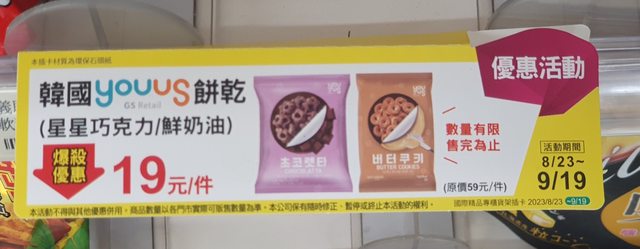 本插卡材質為環保石頭紙
優惠活動
韓國youus餅乾
GS Retail
(星星巧克力/鮮奶油)
爆殺
優惠
19元/件
초코렛타
CHOCOLATTA
버터쿠키
BUTTER COOKIES
數量有限
售完為止
(原價59元/件)
活動期間
8/23~
9/19
本活動不得與其他優惠併用，商品數量以各門市實際可販售數量為準。本公司保有隨時修正、暫停或終止本活動的權利。
國際精品專櫃貨架插卡 2023/8/23 ~9/19